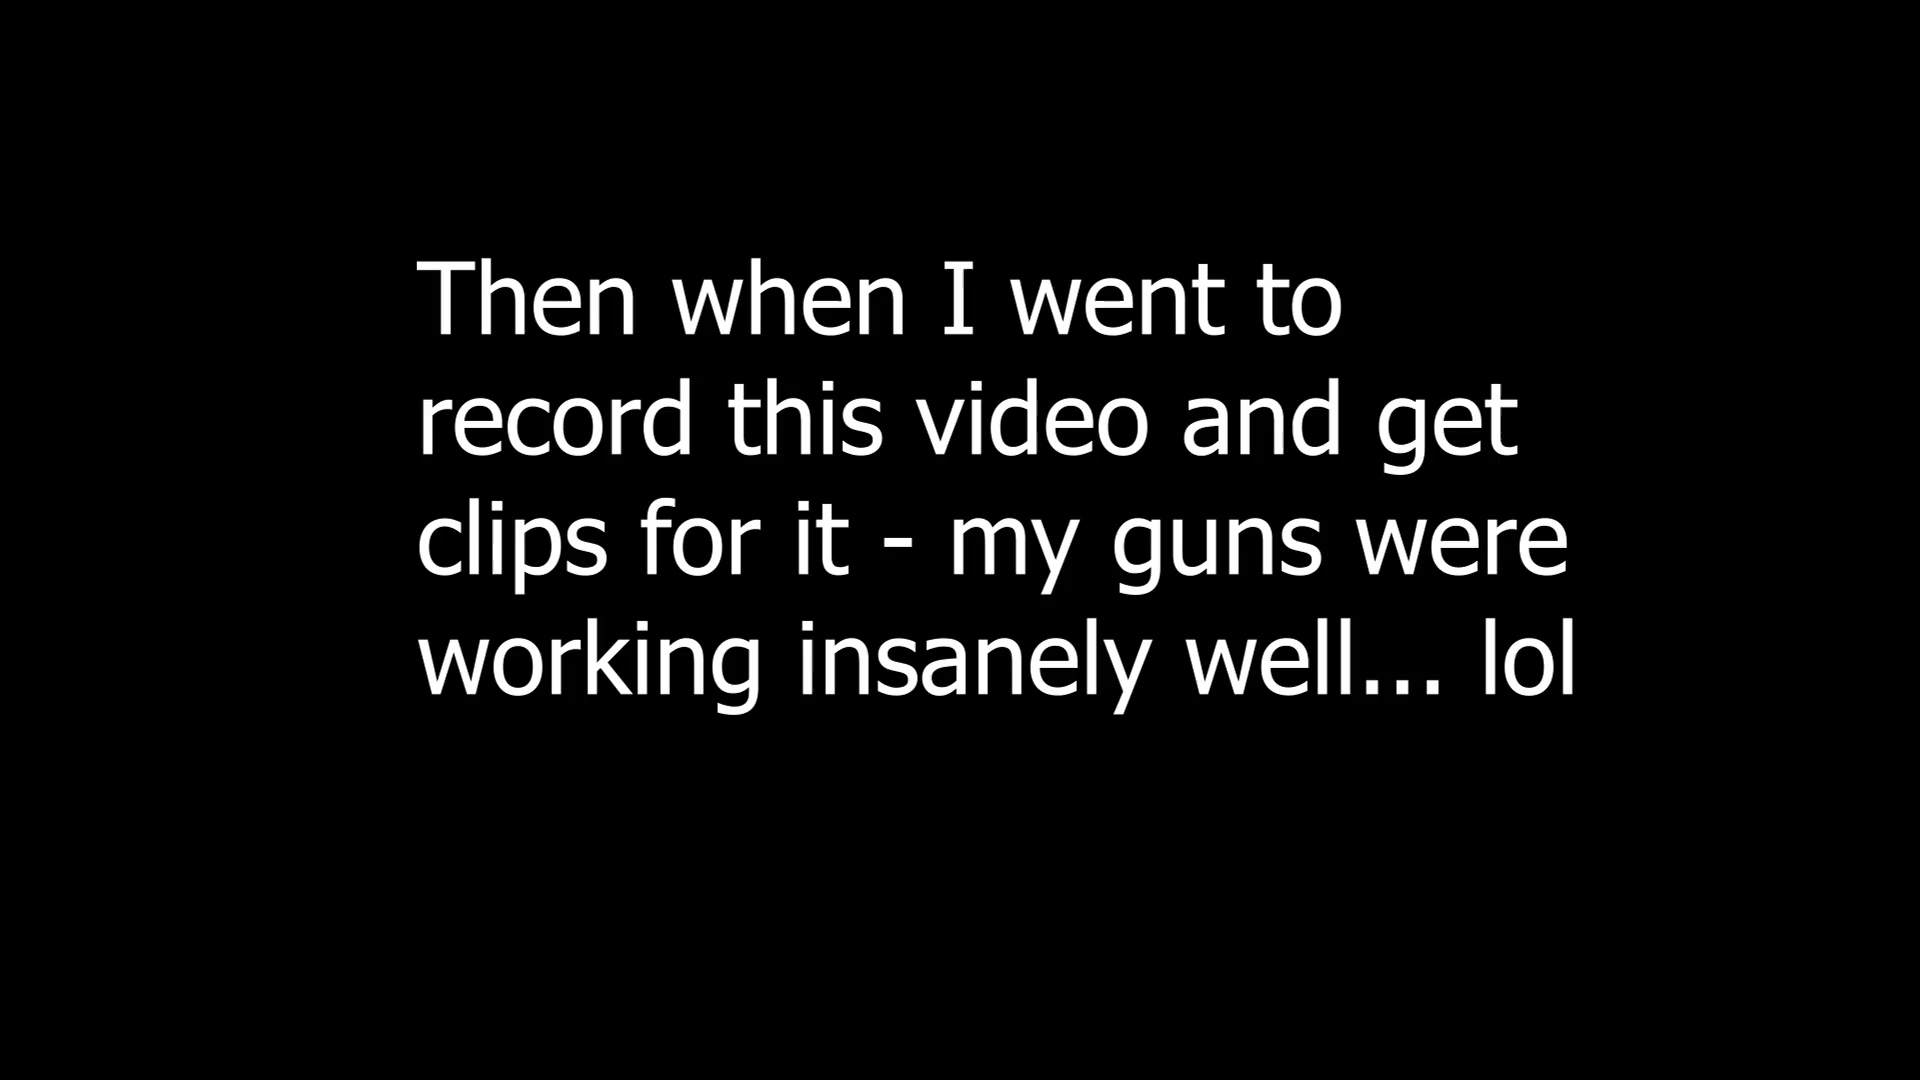 Then when I went to
record this video and get
clips for it - my guns were
working insanely well... lol